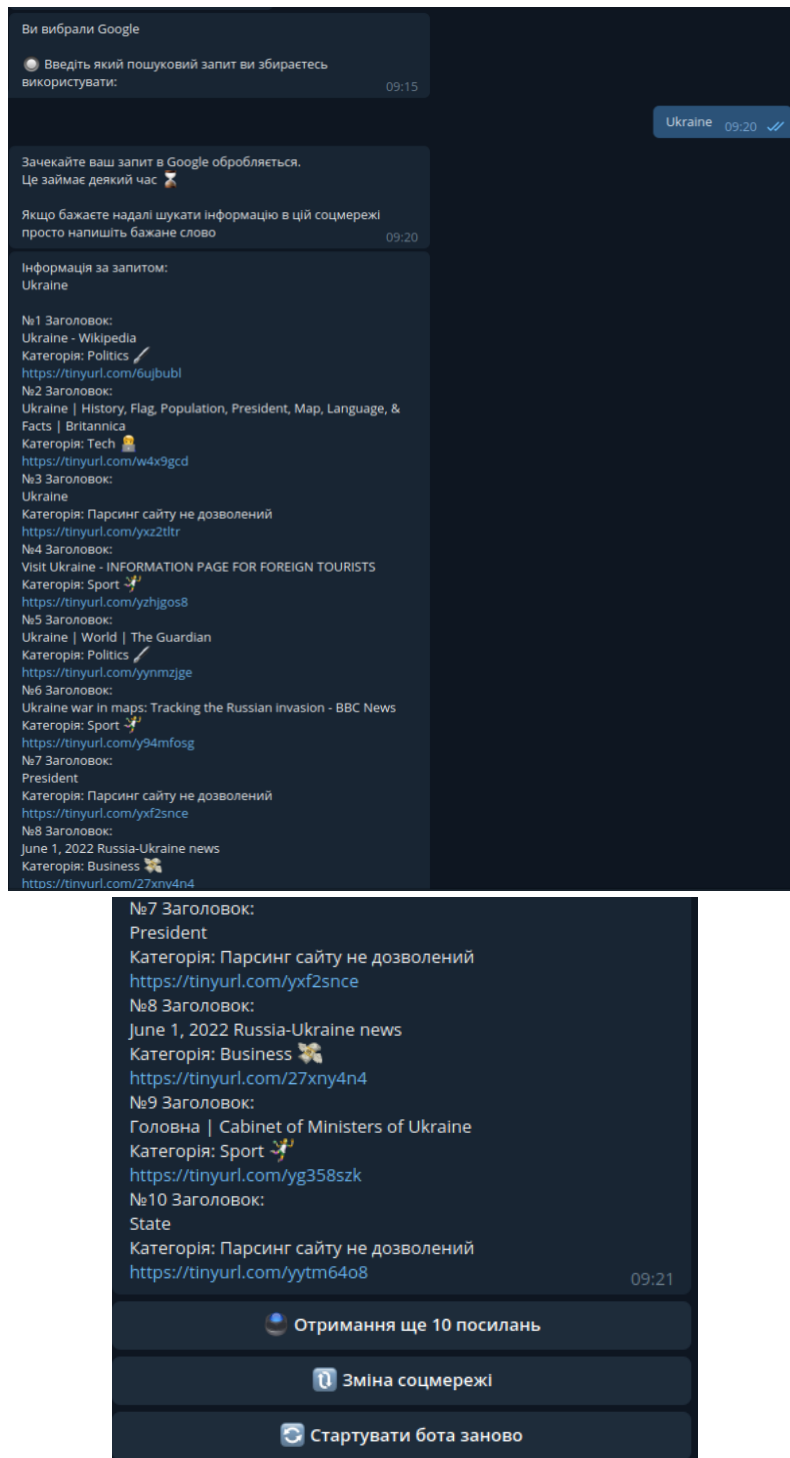 Ви вибрали Google
Введіть який пошуковий запит ви збираєтесь
використувати:
09:15
Ukraine
09:20
Зачекайте ваш запит в Google обробляється.
Це займає деякий час
Якщо бажаєте надалі шукати інформацію в цій соцмережі
просто напишіть бажане слово
09:20
Інформація за запитом:
Ukraine
№1 Заголовок:
Ukraine - Wikipedia
Категорія: Politics
https://tinyurl.com/6ujbubl
№2 Заголовок:
Ukraine | History, Flag, Population, President, Map, Language, &
Facts | Britannica
Категорія: Tech
https://tinyurl.com/w4x9gcd
№3 Заголовок:
Ukraine
Категорія: Парсинг сайту не дозволений
https://tinyurl.com/yxz2tltr
№4 Заголовок:
Visit Ukraine - INFORMATION PAGE FOR FOREIGN TOURISTS
Категорія: Sport
https://tinyurl.com/yzhjgos8
№5 Заголовок:
Ukraine | World | The Guardian
Категорія: Politics
https://tinyurl.com/yynmzjge
№6 Заголовок:
Ukraine war in maps: Tracking the Russian invasion - BBC News
Категорія: Sport
https://tinyurl.com/y94mfosg
№7 Заголовок:
President
Категорія: Парсинг сайту не дозволений
https://tinyurl.com/yxf2snce
№8 Заголовок:
June 1, 2022 Russia-Ukraine news
Категорія: Business
https://tinyurl.com/27xny4n4
№7 Заголовок:
President
Категорія: Парсинг сайту не дозволений
https://tinyurl.com/yxf2snce
№8 Заголовок:
June 1, 2022 Russia-Ukraine news
Категорія: Business
https://tinyurl.com/27xny4n4
№9 Заголовок:
Головна | Cabinet of Ministers of Ukraine
Категорія: Sport
https://tinyurl.com/yg358szk
№10 Заголовок:
State
Категорія: Парсинг сайту не дозволений
https://tinyurl.com/yytm64o8
09:21
Отримання ще 10 посилань
Зміна соцмережі
Стартувати бота заново